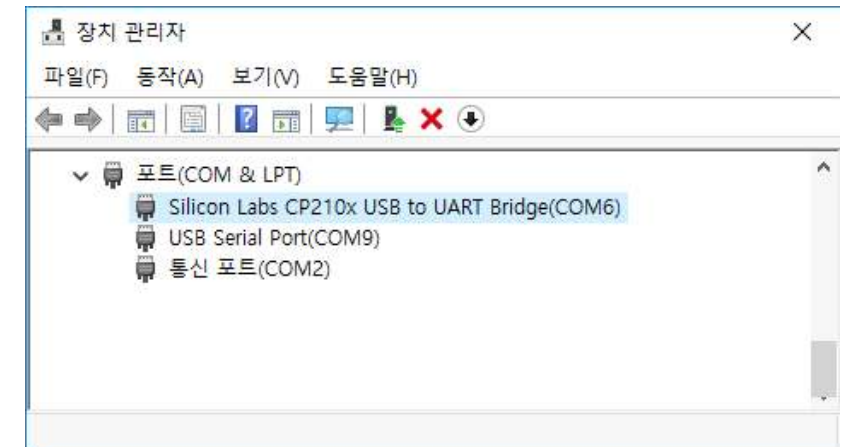 장치 관리자
파일(F) 동작(A) 보기(V) 도움말(H)
포트(COM & LPT)
Silicon Labs CP210x USB to UART Bridge(COM6)
USB Serial Port(COM9)
통신 포트(COM2)